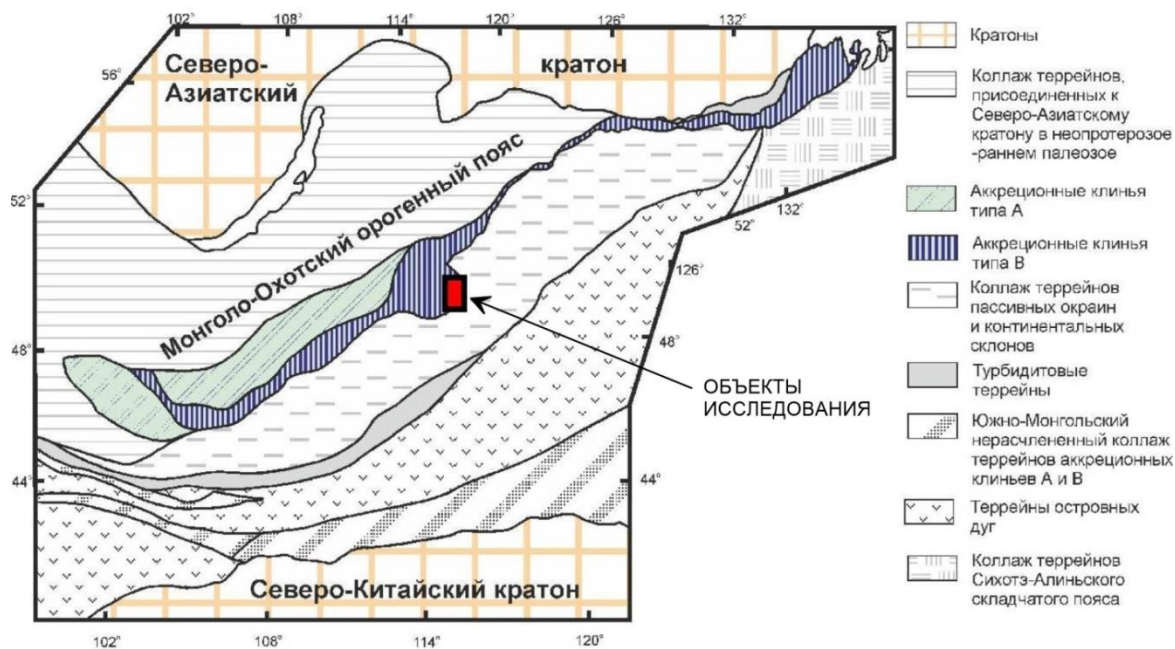 102° 108° 114° 120° 126° 132°
56°
52°
48°
44°
132°
52°
126°
48°
44°
102° 108° 114° 120°
Северо-
Азиатский
кратон
Монголо-Охотский орогенный пояс
ОБЪЕКТЫ
ИССЛЕДОВАНИЯ
Северо-Китайский кратон
Кратоны
Коллаж террейнов,
присоединенных к
Северо-Азиатскому
кратону в неопротерозое
-раннем палеозое
Аккреционные клинья
типа А
Аккреционные клинья
типа В
Коллаж террейнов
пассивных окраин
и континентальных
склонов
Турбидитовые
террейны
Южно-Монгольский
нерасчлененный коллаж
террейнов аккреционных
клиньев А и В
Террейны островных
дуг
Коллаж террейнов
Сихотэ-Алиньского
складчатого пояса